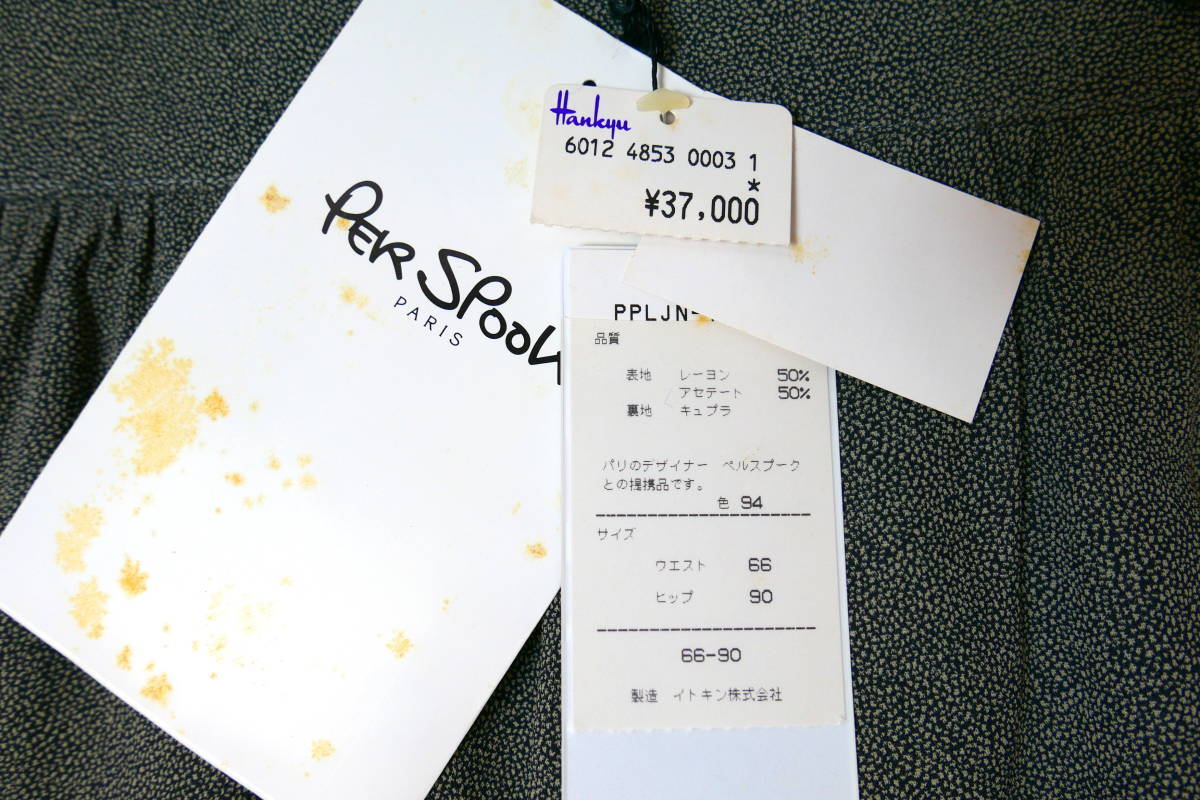 PER SPOOK
PARIS
Hankyu
6012 4853 0003 1
*
¥37,000
PPLJN-
品質
表地 レーヨン 50%
アセテート 50%
裏地 キュプラ
パリのデザイナー ペルスプーク
との提携品です。
色 94
サイズ
ウエスト 66
ヒップ 90
66-90
製造 イトキン株式会社